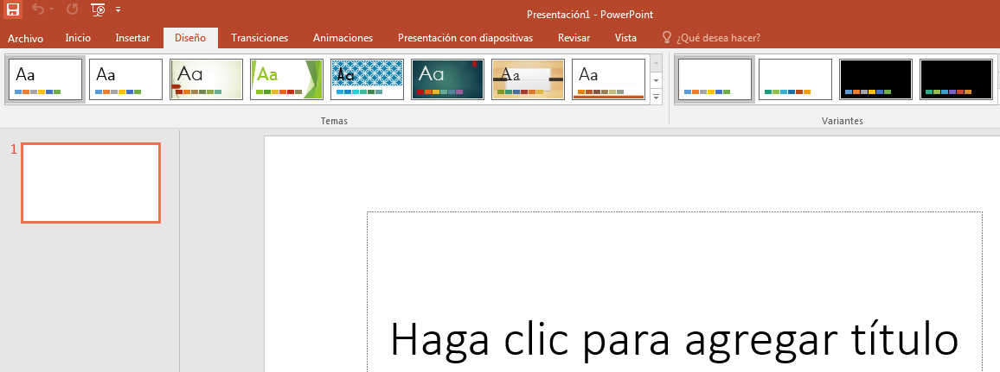 Presentación1 - PowerPoint
Archivo Inicio Insertar Diseño Transiciones Animaciones Presentación con diapositivas Revisar Vista ¿Qué desea hacer?
Aa Aa Aa Aa Aa Aa Aa Aa
Temas Variantes
1
Haga clic para agregar título